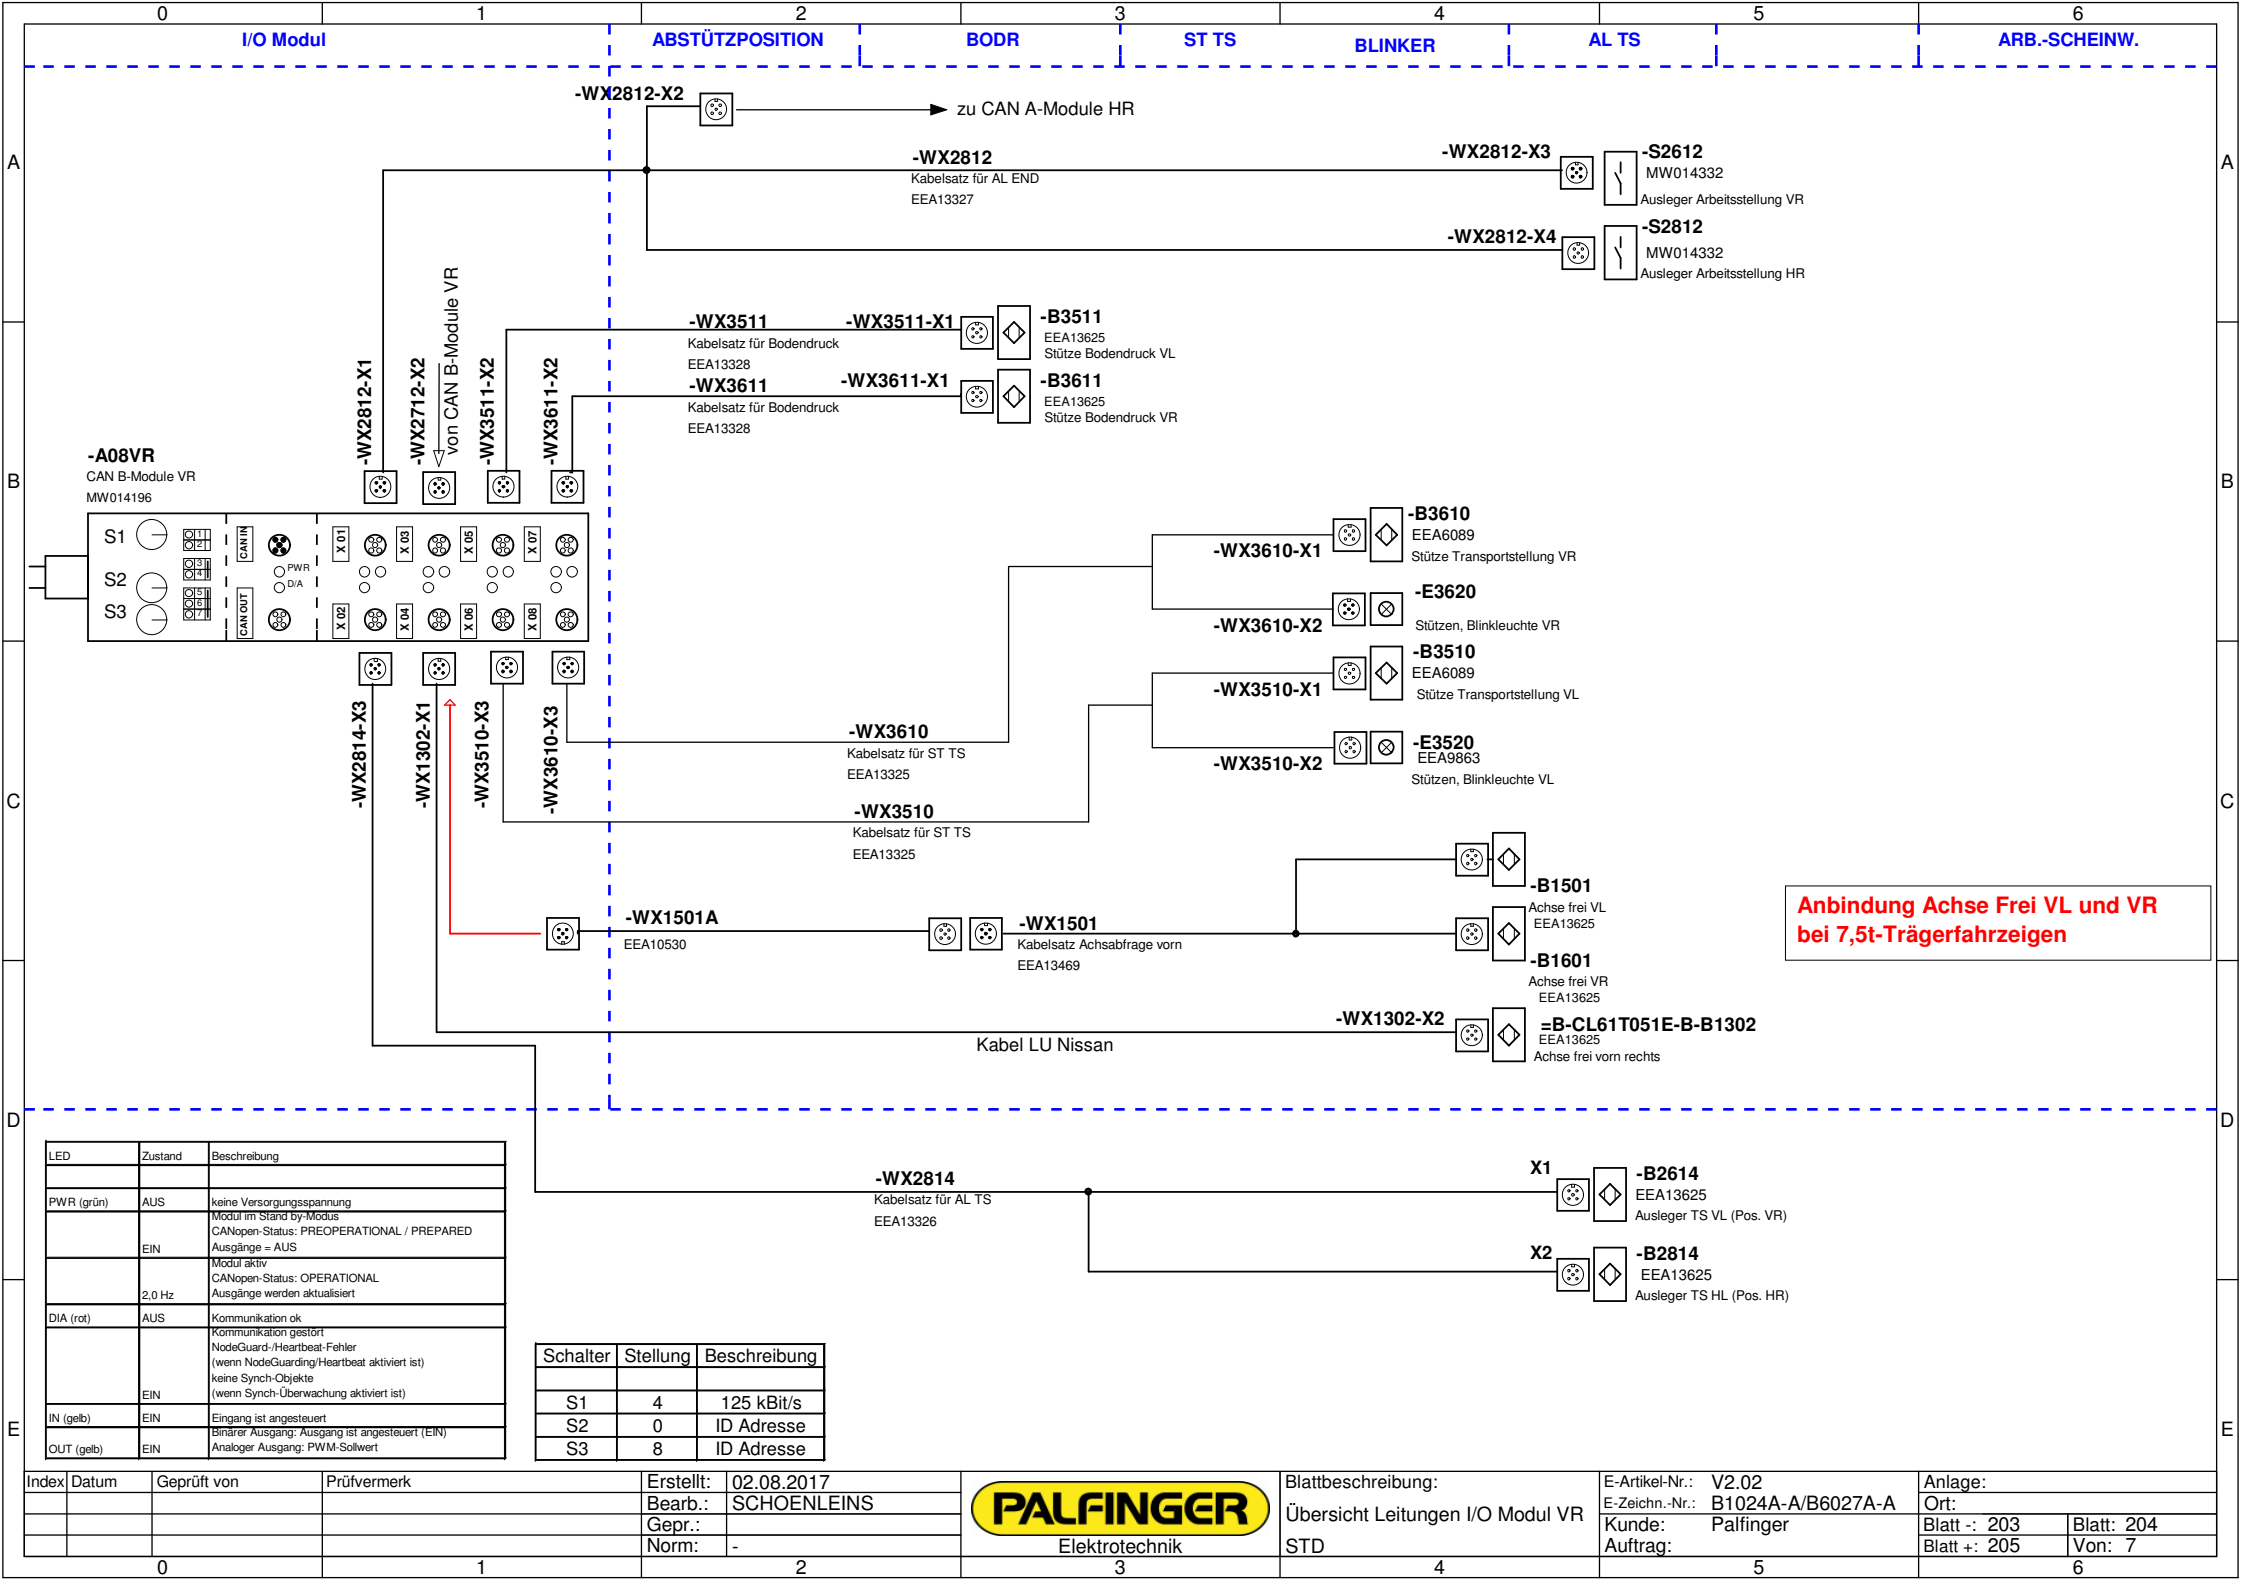 0 1 2 3 4 5 6
I/O Modul
ABSTÜTZPOSITION
BODR
ST TS
BLINKER
AL TS
ARB.-SCHEINW.
A
A
B
B
C
C
D
D
E
E
-WX2812-X2
zu CAN A-Module HR
-WX2812
Kabelsatz für AL END
EEA13327
-WX2812-X3
-S2612
MW014332
Ausleger Arbeitsstellung VR
-WX2812-X4
-S2812
MW014332
Ausleger Arbeitsstellung HR
-WX3511
Kabelsatz für Bodendruck
EEA13328
-WX3511-X1
-B3511
EEA13625
Stütze Bodendruck VL
-WX3611
Kabelsatz für Bodendruck
EEA13328
-WX3611-X1
-B3611
EEA13625
Stütze Bodendruck VR
-WX2812-X1
-WX2712-X2
von CAN B-Module VR
-WX3511-X2
-WX3611-X2
-A08VR
CAN B-Module VR
MW014196
S1
S2
S3
1
2
3
4
5
6
7
CAN IN
CAN OUT
PWR
D/A
X 01
X 03
X 05
X 07
X 02
X 04
X 06
X 08
-WX2814-X3
-WX1302-X1
-WX3510-X3
-WX3610-X3
-WX3610-X1
-B3610
EEA6089
Stütze Transportstellung VR
-WX3610-X2
-E3620
Stützen, Blinkleuchte VR
-WX3510-X1
-B3510
EEA6089
Stütze Transportstellung VL
-WX3510-X2
-E3520
EEA9863
Stützen, Blinkleuchte VL
-WX3610
Kabelsatz für ST TS
EEA13325
-WX3510
Kabelsatz für ST TS
EEA13325
-WX1501A
EEA10530
-WX1501
Kabelsatz Achsabfrage vorn
EEA13469
-B1501
Achse frei VL
EEA13625
-B1601
Achse frei VR
EEA13625
Anbindung Achse Frei VL und VR
bei 7,5t-Trägerfahrzeigen
-WX1302-X2
Kabel LU Nissan
=B-CL61T051E-B-B1302
EEA13625
Achse frei vorn rechts
-WX2814
Kabelsatz für AL TS
EEA13326
X1
-B2614
EEA13625
Ausleger TS VL (Pos. VR)
X2
-B2814
EEA13625
Ausleger TS HL (Pos. HR)
LED Zustand Beschreibung
PWR (grün) AUS keine Versorgungsspannung
Modul im Stand by-Modus
CANopen-Status: PREOPERATIONAL / PREPARED
EIN Ausgänge = AUS
Modul aktiv
CANopen-Status: OPERATIONAL
2,0 Hz Ausgänge werden aktualisiert
DIA (rot) AUS Kommunikation ok
Kommunikation gestört
NodeGuard-/Heartbeat-Fehler
(wenn NodeGuarding/Heartbeat aktiviert ist)
keine Synch-Objekte
EIN (wenn Synch-Überwachung aktiviert ist)
IN (gelb) EIN Eingang ist angesteuert
Binärer Ausgang: Ausgang ist angesteuert (EIN)
OUT (gelb) EIN Analoger Ausgang: PWM-Sollwert
Schalter Stellung Beschreibung
S1 4 125 kBit/s
S2 0 ID Adresse
S3 8 ID Adresse
Index Datum Geprüft von Prüfvermerk
Erstellt: 02.08.2017
Bearb.: SCHOENLEINS
Gepr.:
Norm: -
PALFINGER
Elektrotechnik
Blattbeschreibung:
Übersicht Leitungen I/O Modul VR
STD
E-Artikel-Nr.: V2.02
E-Zeichn.-Nr.: B1024A-A/B6027A-A
Kunde: Palfinger
Auftrag:
Anlage:
Ort:
Blatt -: 203 Blatt: 204
Blatt +: 205 Von: 7
0 1 2 3 4 5 6